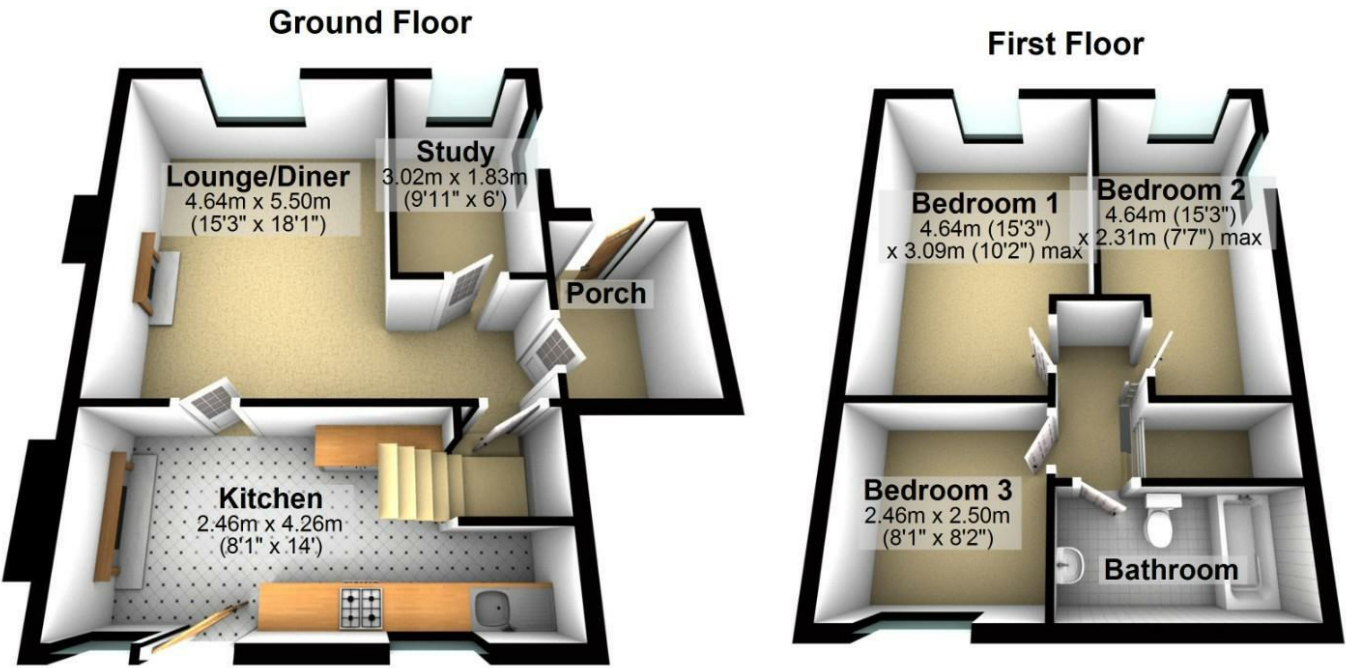 Ground Floor
Lounge/Diner
4.64m x 5.50m
(15'3" x 18'1")
Study
3.02m x 1.83m
(9'11" x 6')
Porch
Kitchen
2.46m x 4.26m
(8'1" x 14')
First Floor
Bedroom 1
4.64m (15'3")
x 3.09m (10'2") max
Bedroom 2
4.64m (15'3")
x 2.31m (7'7") max
Bedroom 3
2.46m x 2.50m
(8'1" x 8'2")
Bathroom